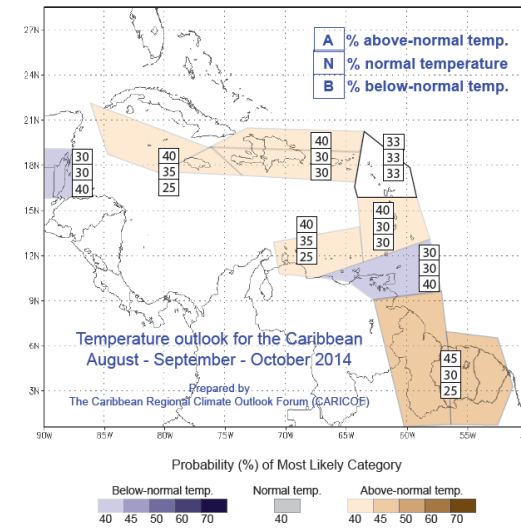 27N
24N
21N
18N
15N
12N
9N
6N
3N
A % above-normal temp.
N % normal temperature
B % below-normal temp.
40
30
30
33
33
33
40
35
25
30
30
40
40
30
30
40
35
25
30
30
40
45
30
25
Temperature outlook for the Caribbean
August - September - October 2014
Prepared by
The Caribbean Regional Climate Outlook Forum (CARICOF)
90W 85W 80W 75W 70W 65W 60W 55W
Probability (%) of Most Likely Category
Below-normal temp. Normal temp. Above-normal temp.
40 45 50 60 70 40 40 45 50 60 70